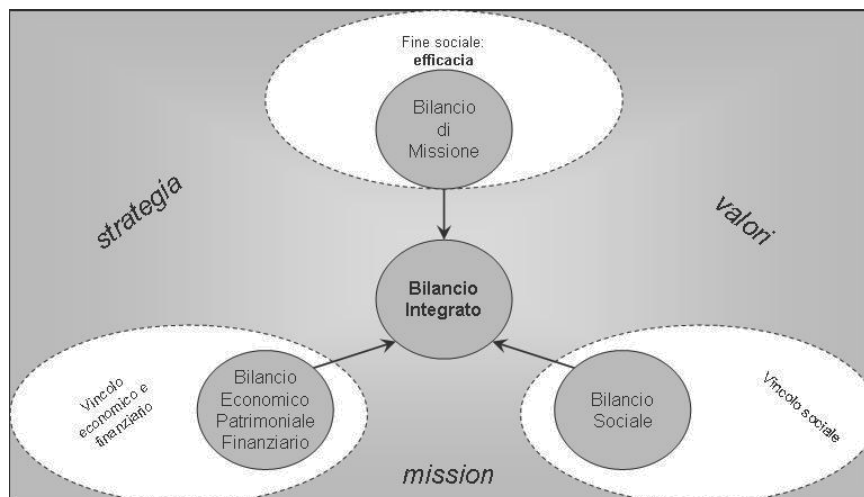 Fine sociale:
efficacia
Bilancio
di
Missione
strategia
valori
Bilancio
Integrato
Vincolo
economico e
finanziario
Bilancio
Economico
Patrimoniale
Finanziario
Bilancio
Sociale
Vincolo sociale
mission